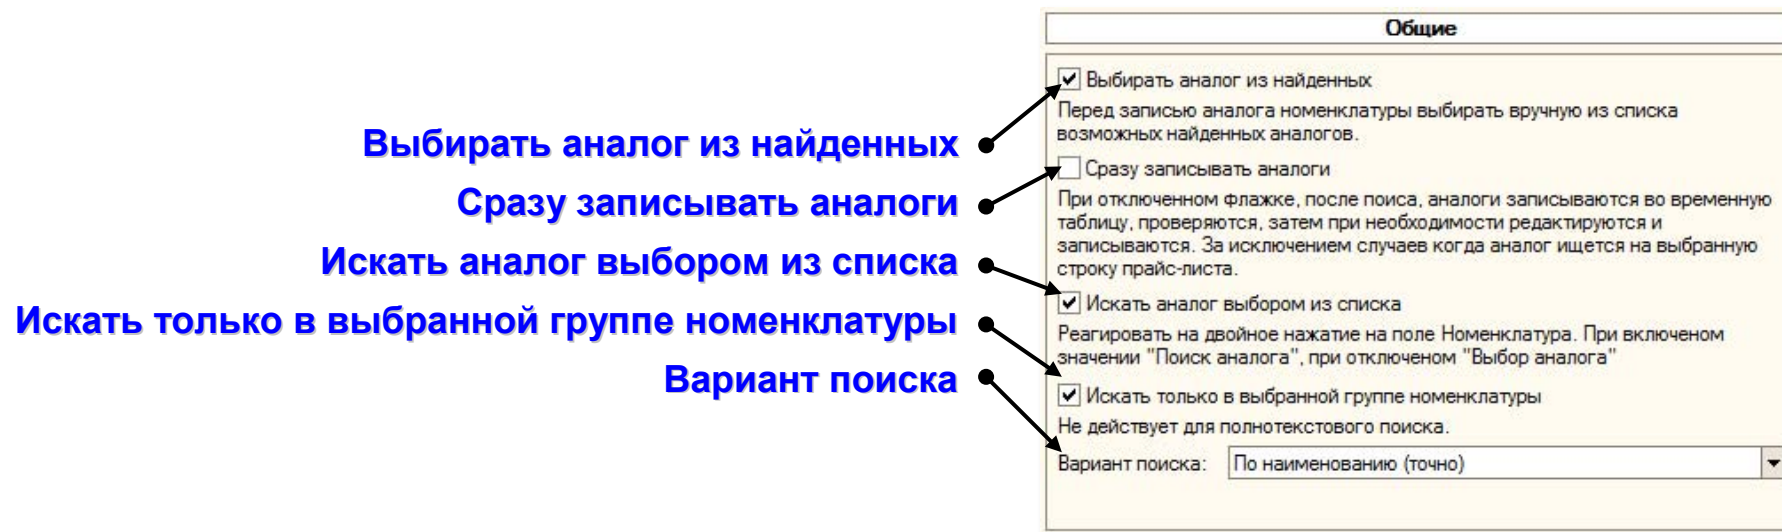 Выбирать аналог из найденных
Сразу записывать аналоги
Искать аналог выбором из списка
Искать только в выбранной группе номенклатуры
Вариант поиска
Общие
Выбирать аналог из найденных
Перед записью аналога номенклатуры выбирать вручную из списка
возможных найденных аналогов.
Сразу записывать аналоги
При отключенном флажке, после поиса, аналоги записываются во временную
таблицу, проверяются, затем при необходимости редактируются и
записываются. За исключением случаев когда аналог ищется на выбранную
строку прайс-листа.
Искать аналог выбором из списка
Реагировать на двойное нажатие на поле Номенклатура. При включеном
значении "Поиск аналога", при отключеном "Выбор аналога"
Искать только в выбранной группе номенклатуры
Не действует для полнотекстового поиска.
Вариант поиска: По наименованию (точно)